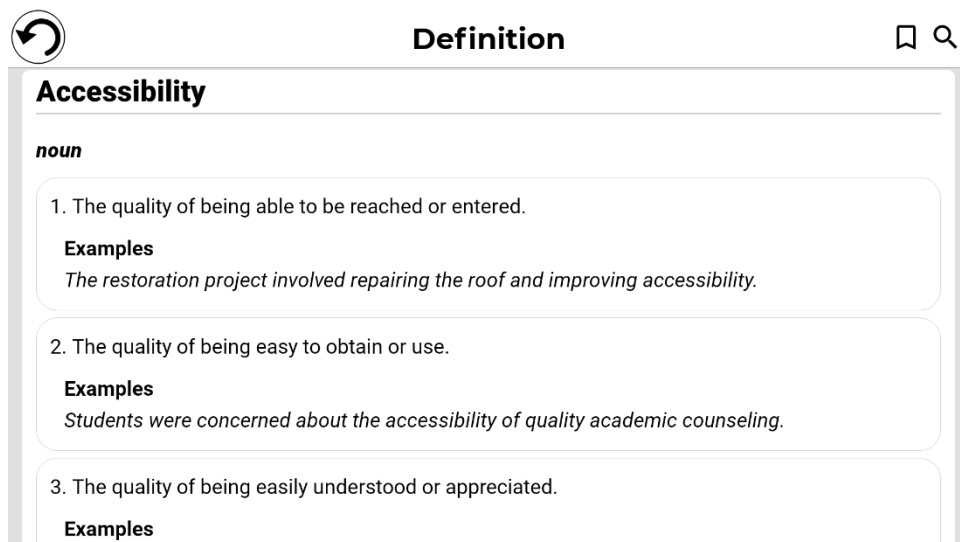 Definition
Accessibility
noun
1. The quality of being able to be reached or entered.
Examples
The restoration project involved repairing the roof and improving accessibility.
2. The quality of being easy to obtain or use.
Examples
Students were concerned about the accessibility of quality academic counseling.
3. The quality of being easily understood or appreciated.
Examples